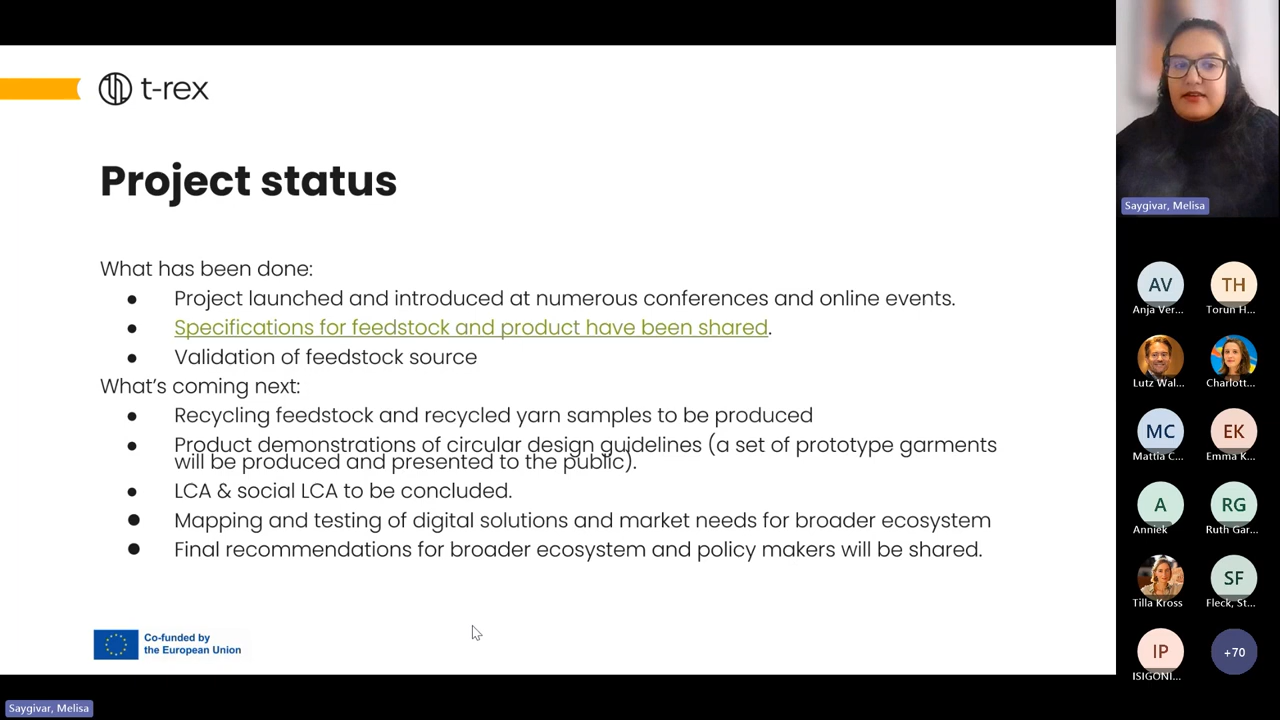 t-rex
Project status
What has been done:
● Project launched and introduced at numerous conferences and online events.
● Specifications for feedstock and product have been shared.
● Validation of feedstock source
What's coming next:
● Recycling feedstock and recycled yarn samples to be produced
● Product demonstrations of circular design guidelines (a set of prototype garments
will be produced and presented to the public).
● LCA & social LCA to be concluded.
● Mapping and testing of digital solutions and market needs for broader ecosystem
● Final recommendations for broader ecosystem and policy makers will be shared.
Co-funded by
the European Union
Saygivar, Melisa
Saygivar, Melisa
AV TH
Anja Ver... Torun H...
Lutz Wal... Charlott...
MC EK
Mattia C... Emma K...
A RG
Anniek Ruth Gar...
SF
Tilla Kross Fleck, St...
IP +70
ISIGONI...